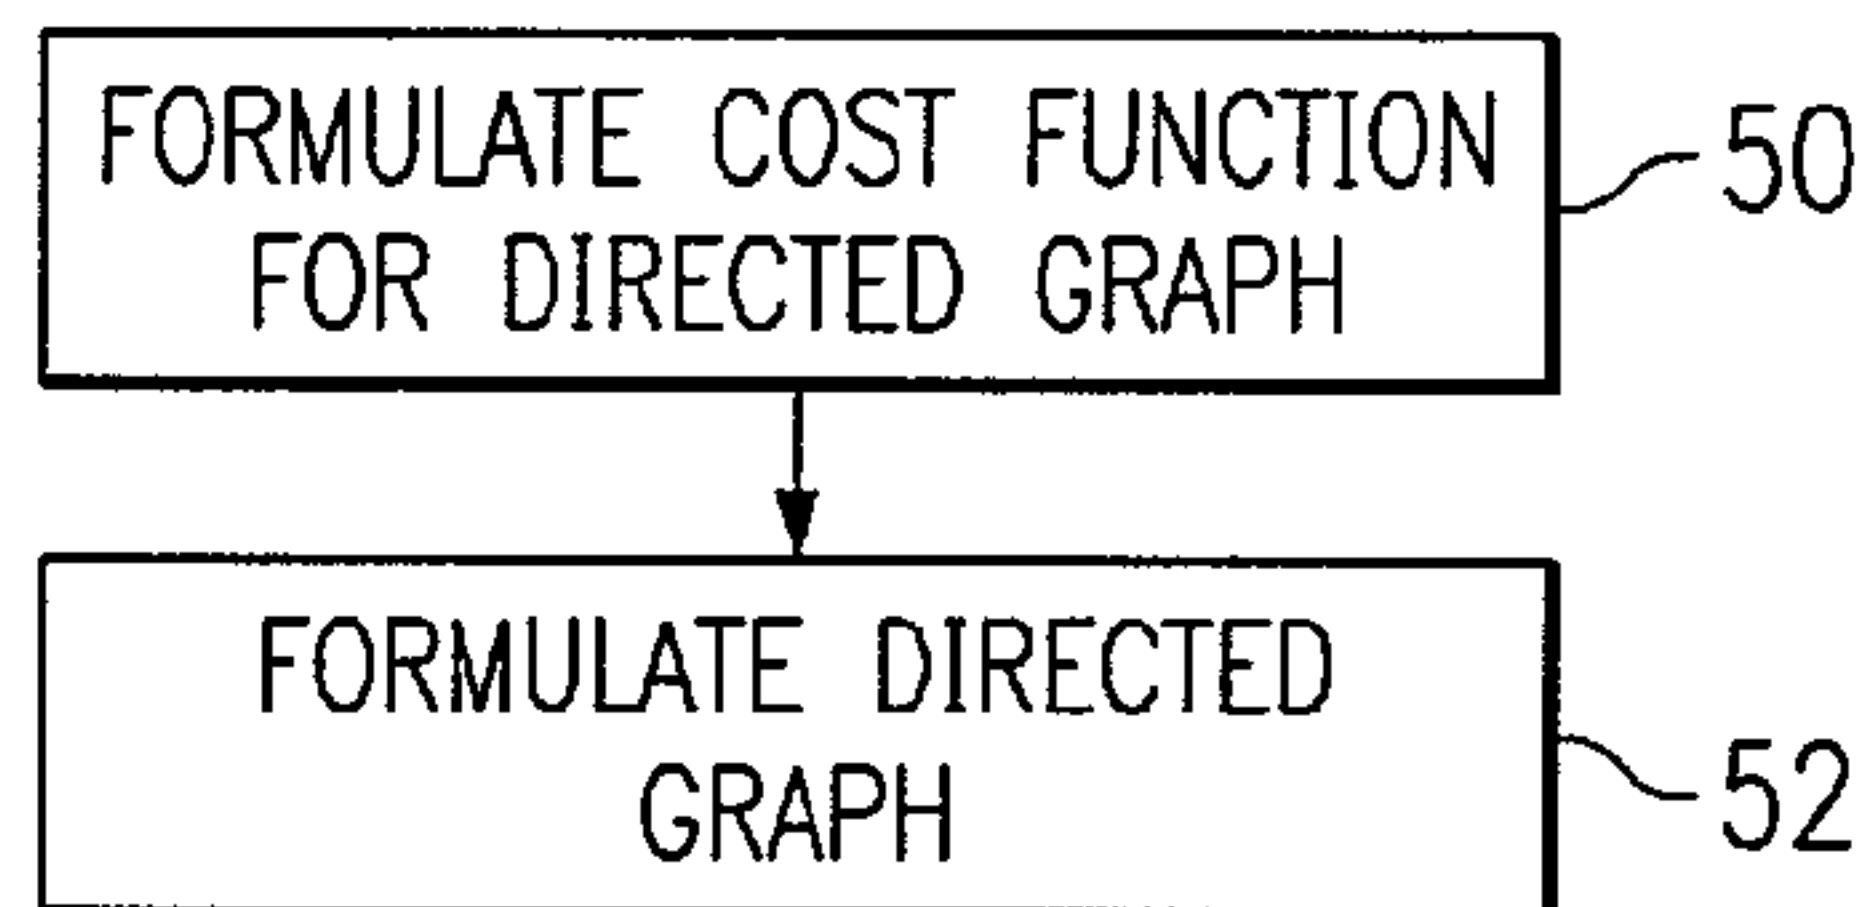 FORMULATE COST FUNCTION
FOR DIRECTED GRAPH
50
FORMULATE DIRECTED
GRAPH
52